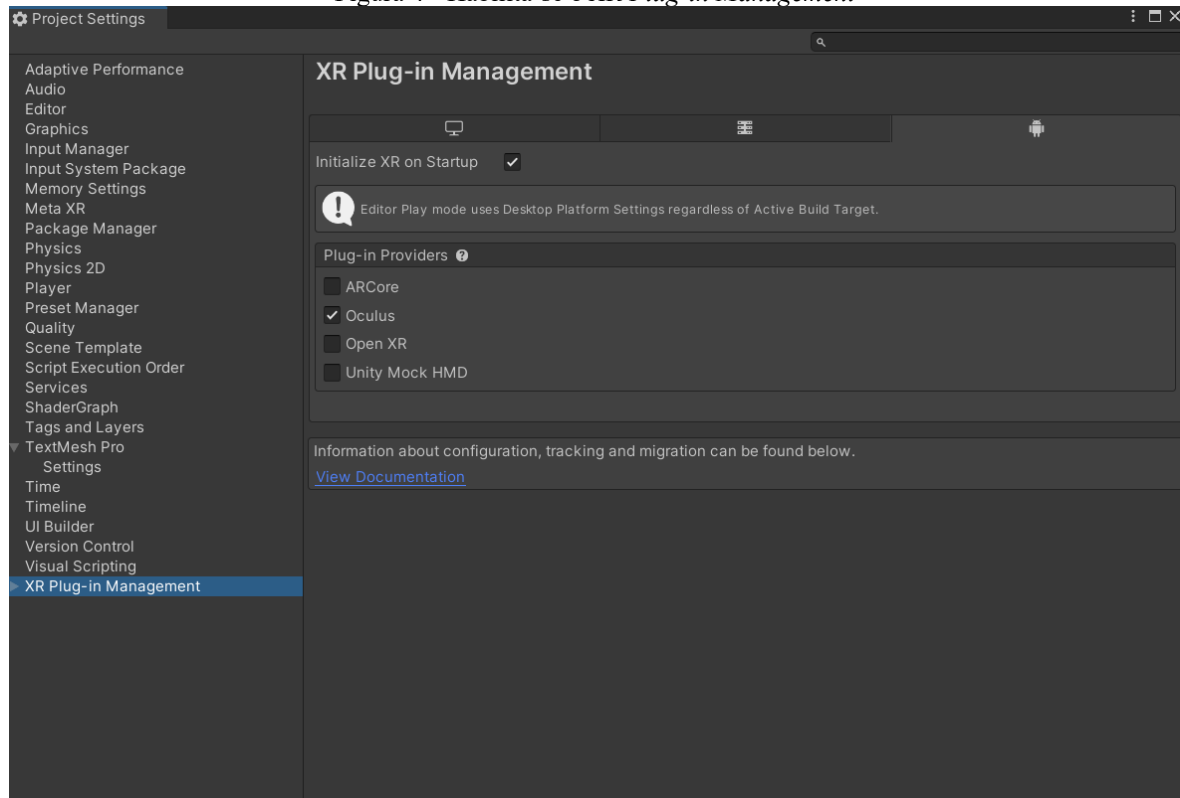 Project Settings
Adaptive Performance
Audio
Editor
Graphics
Input Manager
Input System Package
Memory Settings
Meta XR
Package Manager
Physics
Physics 2D
Player
Preset Manager
Quality
Scene Template
Script Execution Order
Services
ShaderGraph
Tags and Layers
TextMesh Pro
Settings
Time
Timeline
UI Builder
Version Control
Visual Scripting
XR Plug-in Management
XR Plug-in Management
Initialize XR on Startup
Editor Play mode uses Desktop Platform Settings regardless of Active Build Target.
Plug-in Providers
ARCore
Oculus
Open XR
Unity Mock HMD
Information about configuration, tracking and migration can be found below.
View Documentation